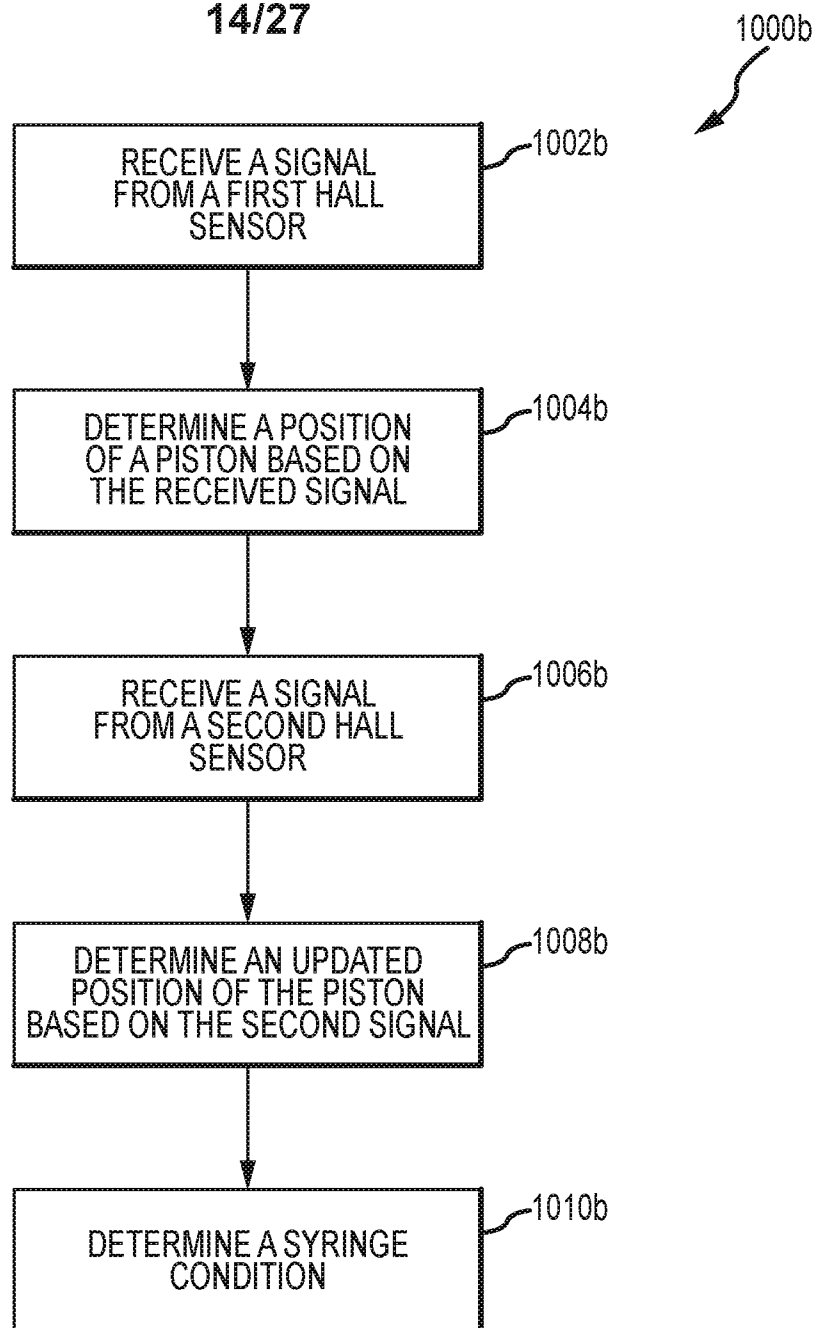 14/27
1000b
RECEIVE A SIGNAL
FROM A FIRST HALL
SENSOR
1002b
DETERMINE A POSITION
OF A PISTON BASED ON
THE RECEIVED SIGNAL
1004b
RECEIVE A SIGNAL
FROM A SECOND HALL
SENSOR
1006b
DETERMINE AN UPDATED
POSITION OF THE PISTON
BASED ON THE SECOND SIGNAL
1008b
DETERMINE A SYRINGE
CONDITION
1010b